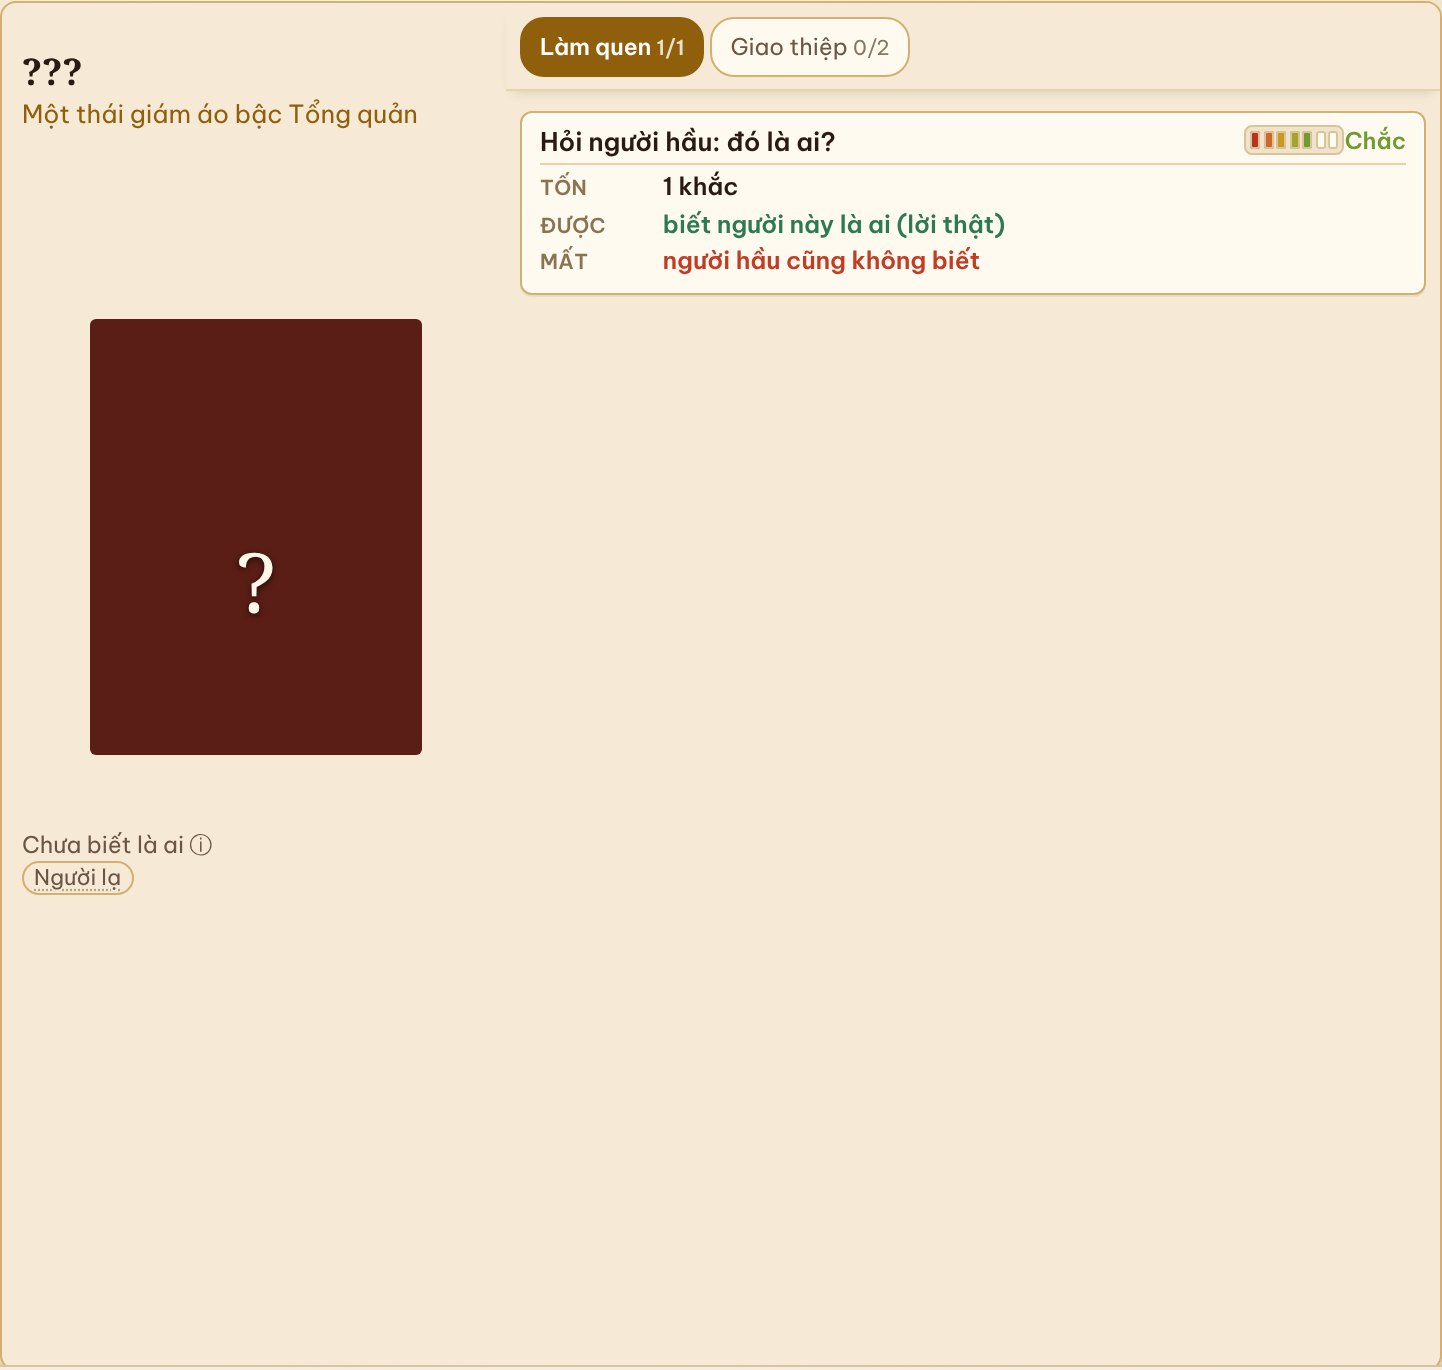 ???
Một thái giám áo bậc Tổng quản
?
Chưa biết là ai ⓘ
Người lạ
Làm quen 1/1
Giao thiệp 0/2
Hỏi người hầu: đó là ai?
Chắc
TỐN 1 khắc
ĐƯỢC biết người này là ai (lời thật)
MẤT người hầu cũng không biết